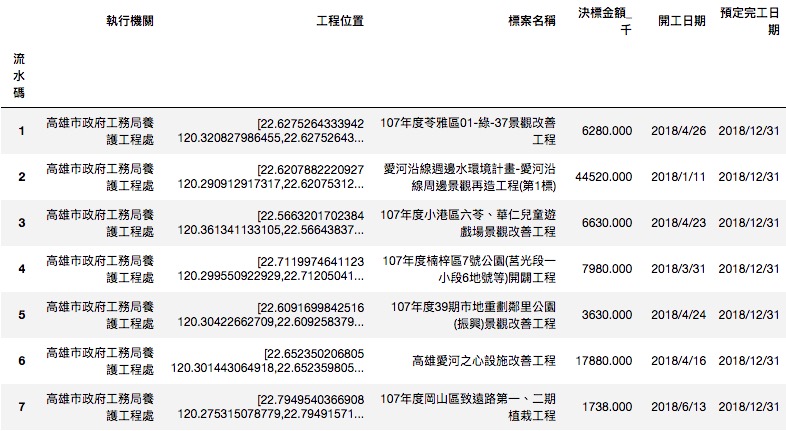 執行機關 工程位置 標案名稱 決標金額_千 開工日期 預定完工日期
流水碼
1 高雄市政府工務局養護工程處 [22.6275264333942 120.320827986455,22.62752643... 107年度苓雅區01-綠-37景觀改善工程 6280.000 2018/4/26 2018/12/31
2 高雄市政府工務局養護工程處 [22.6207882220927 120.290912917317,22.62075312... 愛河沿線週邊水環境計畫-愛河沿線周邊景觀再造工程(第1標) 44520.000 2018/1/11 2018/12/31
3 高雄市政府工務局養護工程處 [22.5663201702384 120.361341133105,22.56643837... 107年度小港區六苓、華仁兒童遊戲場景觀改善工程 6630.000 2018/4/23 2018/12/31
4 高雄市政府工務局養護工程處 [22.7119974641123 120.299550922929,22.71205041... 107年度楠梓區7號公園(莒光段一小段6地號等)開闢工程 7980.000 2018/3/31 2018/12/31
5 高雄市政府工務局養護工程處 [22.6091699842516 120.30422662709,22.609258379... 107年度39期市地重劃鄰里公園(振興)景觀改善工程 3630.000 2018/4/24 2018/12/31
6 高雄市政府工務局養護工程處 [22.652350206805 120.301443064918,22.652359805... 高雄愛河之心設施改善工程 17880.000 2018/4/16 2018/12/31
7 高雄市政府工務局養護工程處 [22.7949540366908 120.275315078779,22.79491571... 107年度岡山區致遠路第一、二期植栽工程 1738.000 2018/6/13 2018/12/31